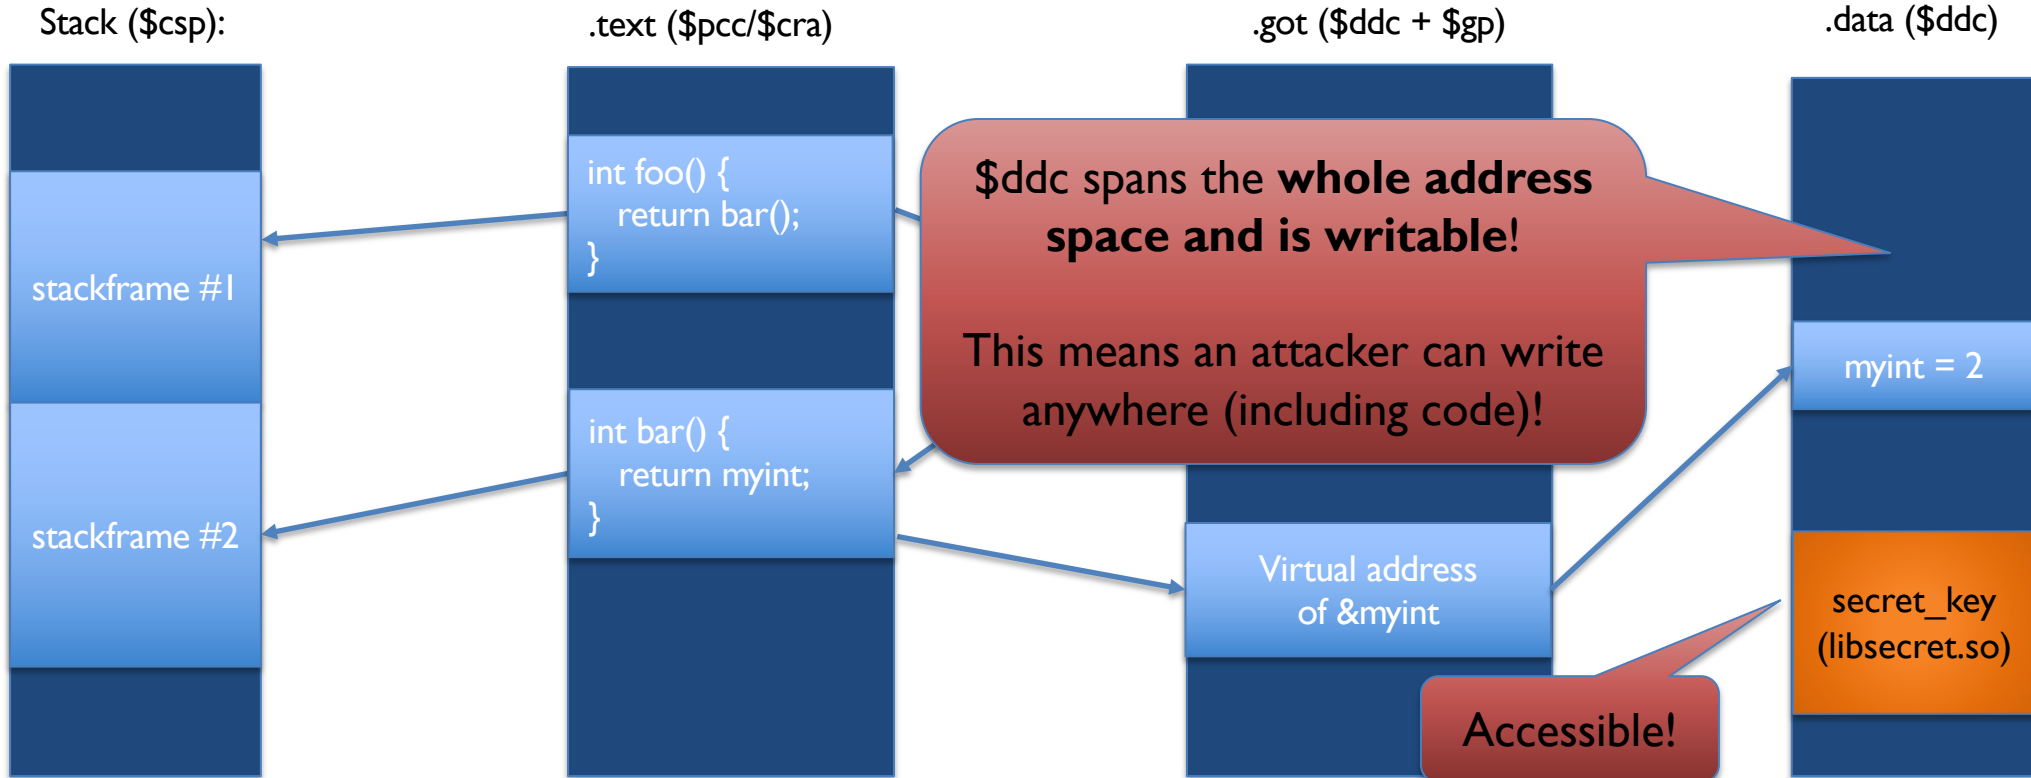 Stack ($csp):
.text ($pcc/$cra)
.got ($ddc + $gp)
.data ($ddc)
stackframe #1
stackframe #2
int foo() {
return bar();
}
int bar() {
return myint;
}
$ddc spans the whole address
space and is writable!
This means an attacker can write
anywhere (including code)!
Virtual address
of &myint
myint = 2
secret_key
(libsecret.so)
Accessible!